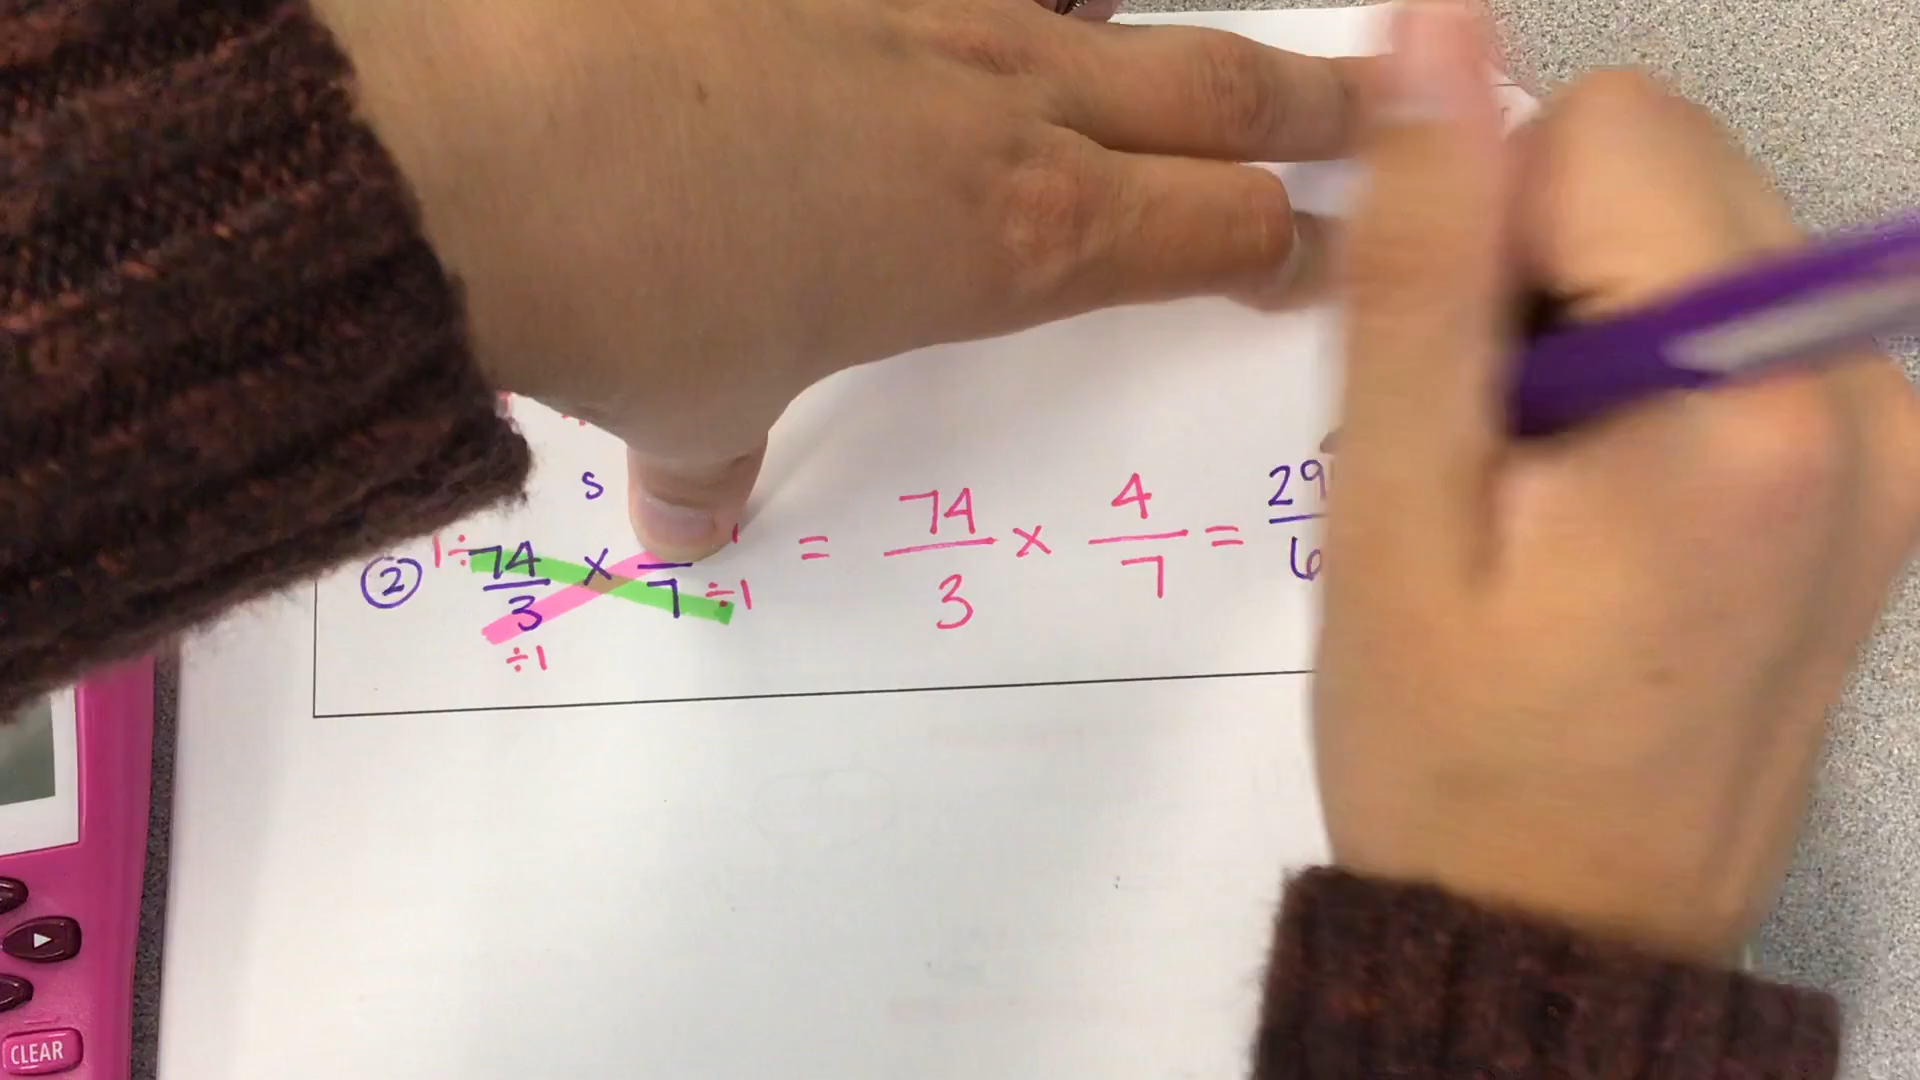 S
② 1÷ 74/3 ÷1 × /7 ÷1 = 74/3 × 4/7 = 29/6
CLEAR